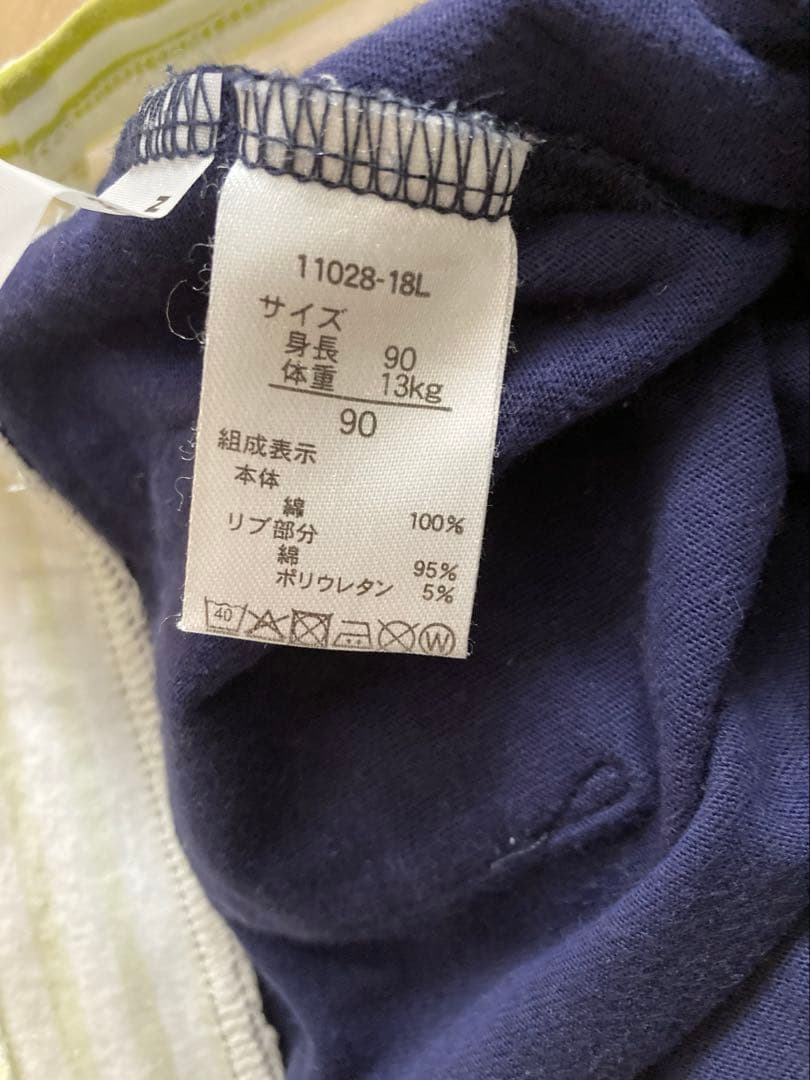 11028-18L
サイズ
身長 90
体重 13kg
90
組成表示
本体
綿 100%
リブ部分
綿 95%
ポリウレタン 5%
40 W